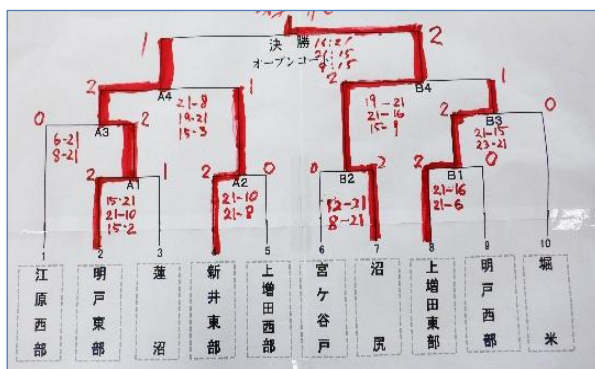 1 決勝 16-21 2
オープンコート 21-15
9-15
2 A4 1 2 B4 1
21-8 19-21
19-21 21-16
15-3 15-9
0 A3 2 2 B3 0
6-21 21-15
8-21 23-21
2 A1 1 2 A2 0 0 B2 2 2 B1 0
15-21 21-10 12-21 21-16
21-10 21-8 8-21 21-6
15-2
1 2 3 4 5 6 7 8 9 10
江原西部
明戸東部
蓮沼
新井東部
上増田西部
宮ケ谷戸
沼尻
上増田東部
明戸西部
堀米